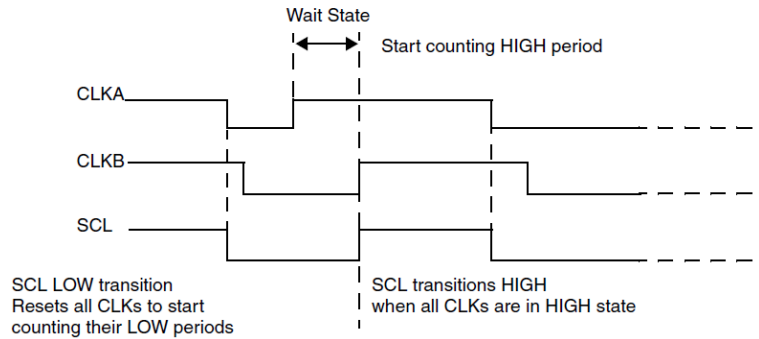 Wait State
Start counting HIGH period
CLKA
CLKB
SCL
SCL LOW transition
Resets all CLKs to start
counting their LOW periods
SCL transitions HIGH
when all CLKs are in HIGH state